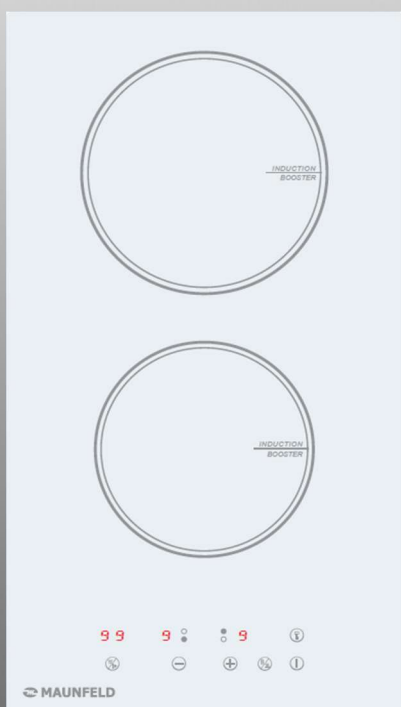 INDUCTION
BOOSTER
INDUCTION
BOOSTER
99 9 9
MAUNFELD